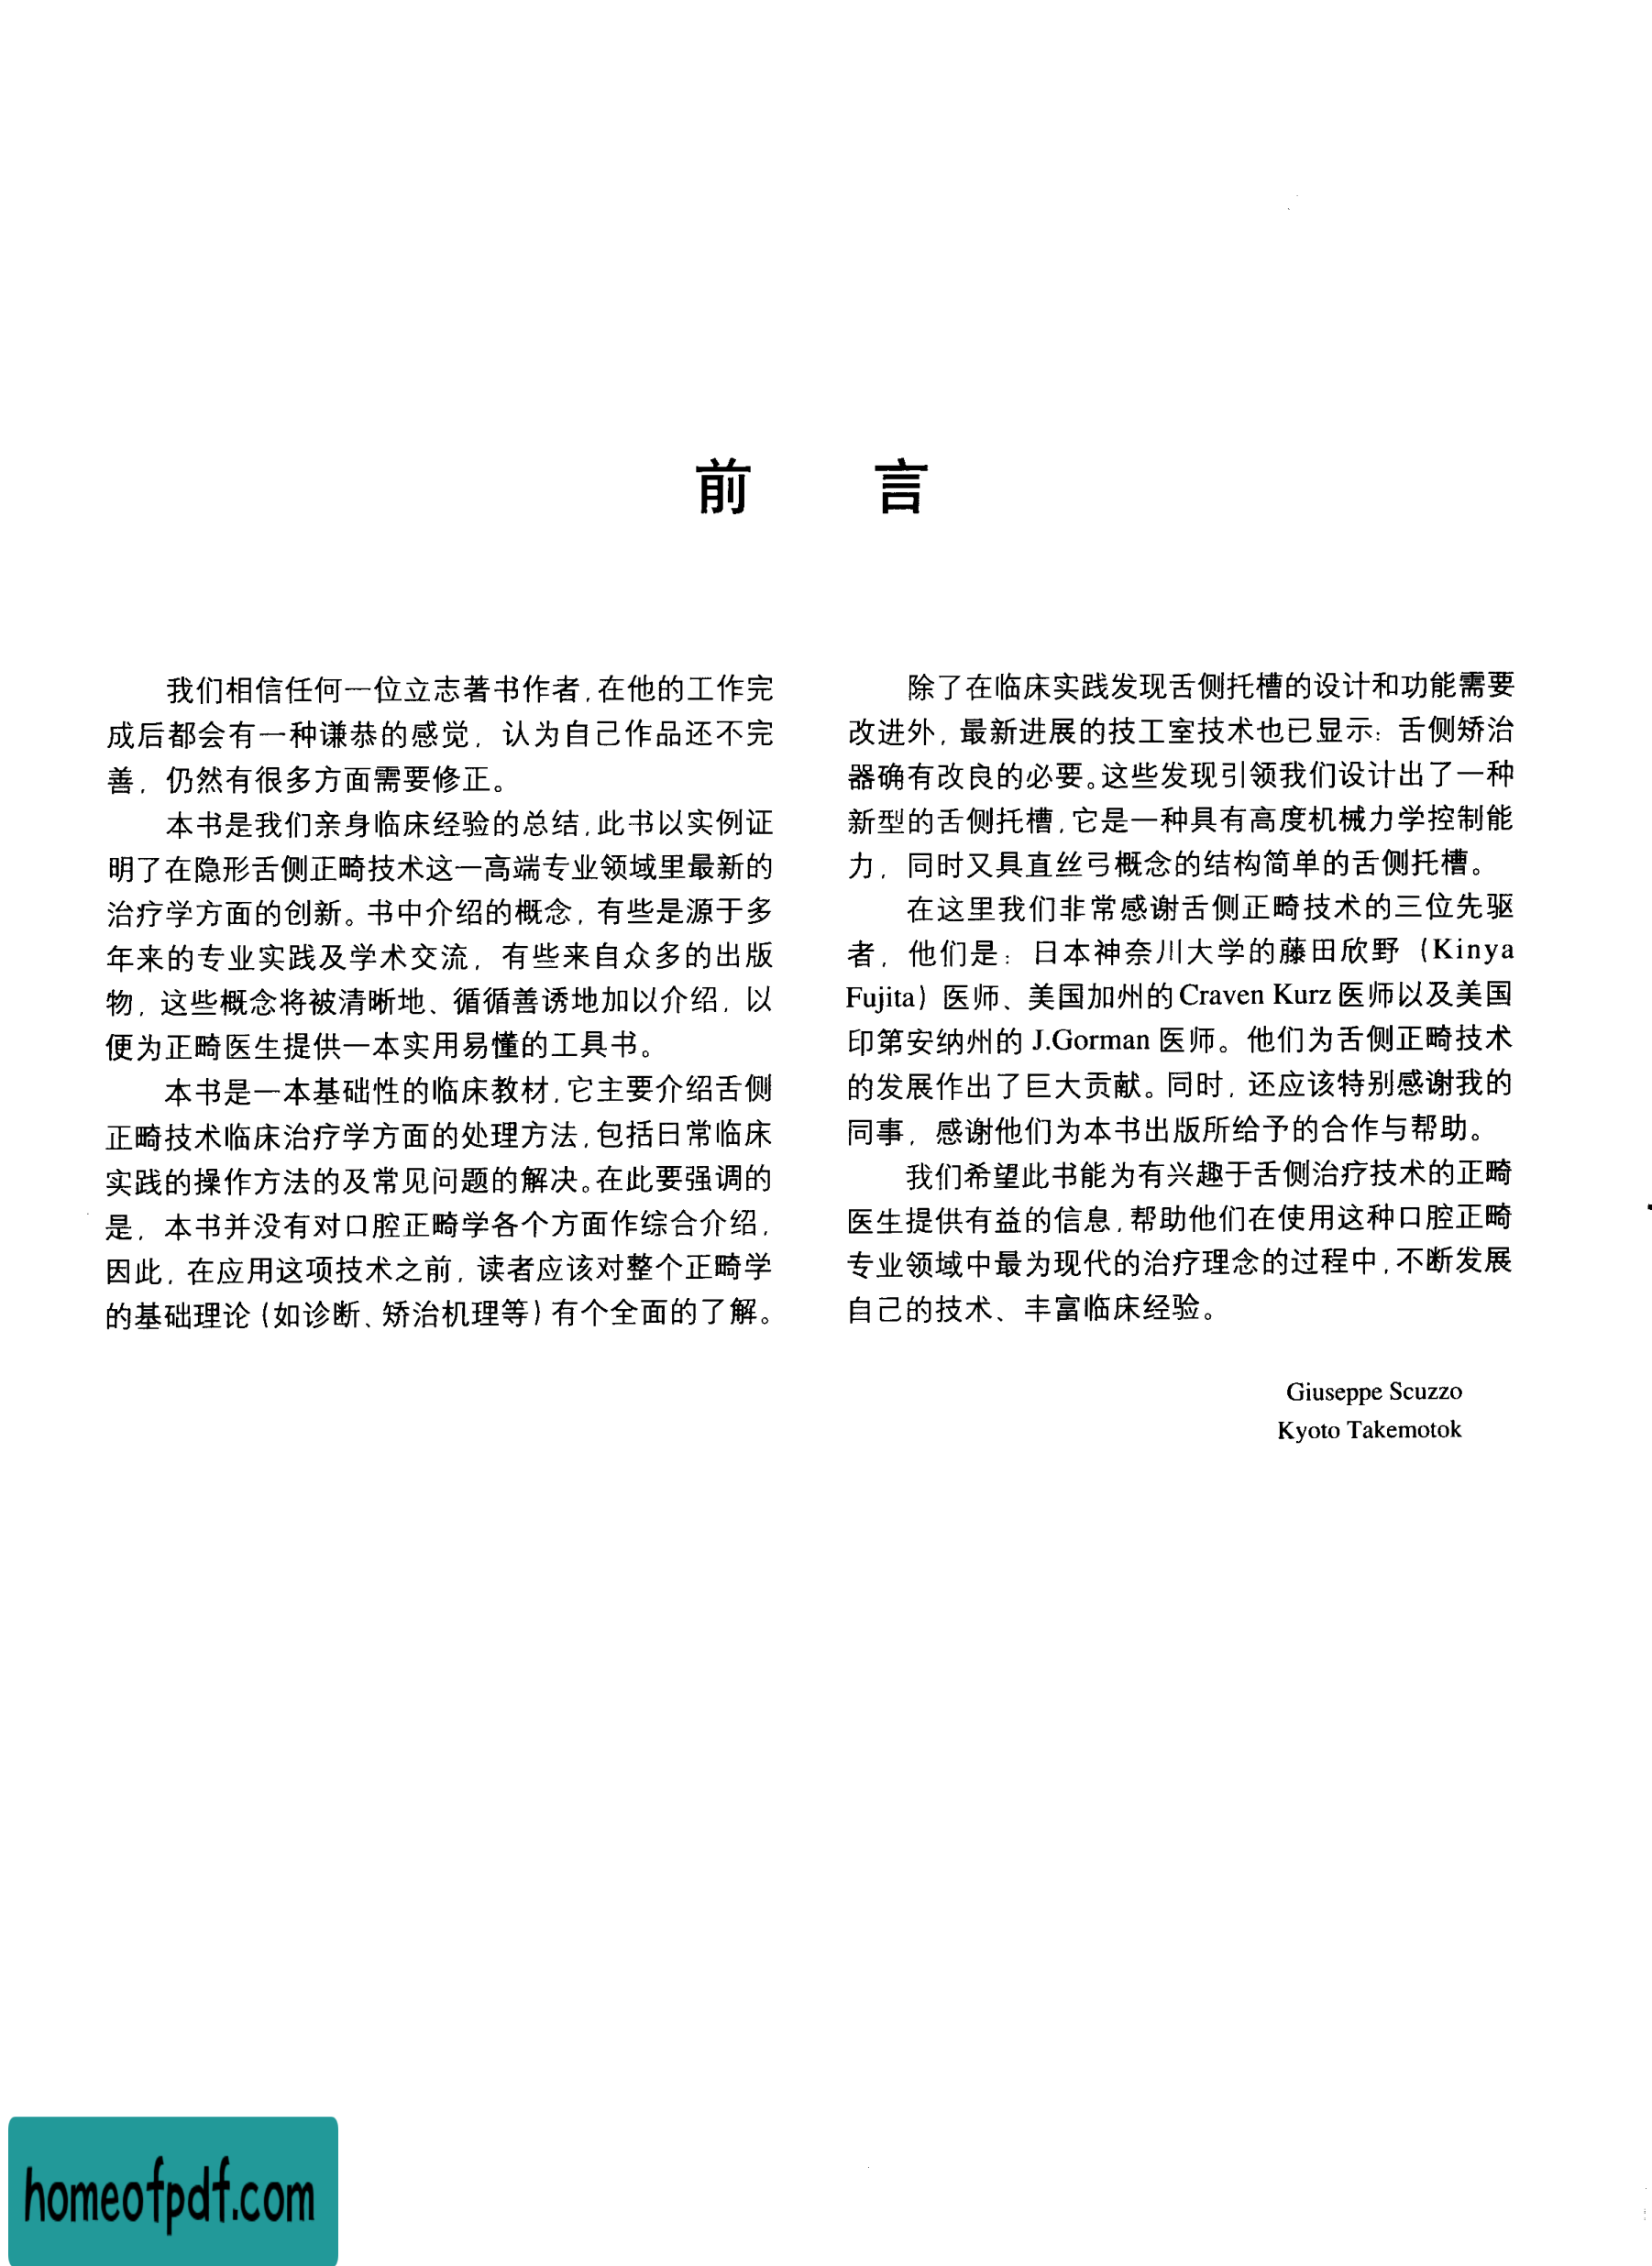 前 言
我们相信任何一位立志著书作者,在他的工作完
成后都会有一种谦恭的感觉，认为自己作品还不完
善，仍然有很多方面需要修正。
本书是我们亲身临床经验的总结,此书以实例证
明了在隐形舌侧正畸技术这一高端专业领域里最新的
治疗学方面的创新。书中介绍的概念，有些是源于多
年来的专业实践及学术交流，有些来自众多的出版
物，这些概念将被清晰地、循循善诱地加以介绍，以
便为正畸医生提供一本实用易懂的工具书。
本书是一本基础性的临床教材,它主要介绍舌侧
正畸技术临床治疗学方面的处理方法,包括日常临床
实践的操作方法的及常见问题的解决。在此要强调的
是，本书并没有对口腔正畸学各个方面作综合介绍，
因此，在应用这项技术之前，读者应该对整个正畸学
的基础理论(如诊断、矫治机理等)有个全面的了解。
除了在临床实践发现舌侧托槽的设计和功能需要
改进外，最新进展的技工室技术也已显示：舌侧矫治
器确有改良的必要。这些发现引领我们设计出了一种
新型的舌侧托槽,它是一种具有高度机械力学控制能
力，同时又具直丝弓概念的结构简单的舌侧托槽。
在这里我们非常感谢舌侧正畸技术的三位先驱
者，他们是：日本神奈川大学的藤田欣野（Kinya
Fujita）医师、美国加州的Craven Kurz医师以及美国
印第安纳州的 J.Gorman 医师。他们为舌侧正畸技术
的发展作出了巨大贡献。同时，还应该特别感谢我的
同事，感谢他们为本书出版所给予的合作与帮助。
我们希望此书能为有兴趣于舌侧治疗技术的正畸
医生提供有益的信息,帮助他们在使用这种口腔正畸
专业领域中最为现代的治疗理念的过程中,不断发展
自己的技术、丰富临床经验。
Giuseppe Scuzzo
Kyoto Takemotok
homeofpdf.com